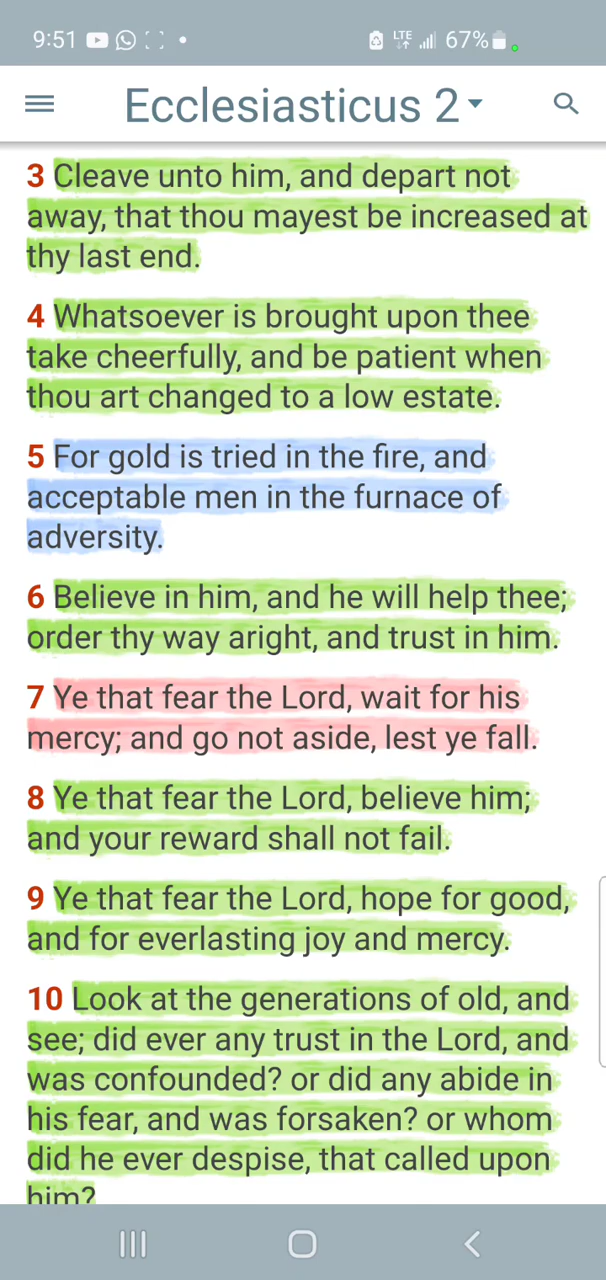 9:51 LTE 67%
Ecclesiasticus 2
3 Cleave unto him, and depart not
away, that thou mayest be increased at
thy last end.
4 Whatsoever is brought upon thee
take cheerfully, and be patient when
thou art changed to a low estate.
5 For gold is tried in the fire, and
acceptable men in the furnace of
adversity.
6 Believe in him, and he will help thee;
order thy way aright, and trust in him.
7 Ye that fear the Lord, wait for his
mercy; and go not aside, lest ye fall.
8 Ye that fear the Lord, believe him;
and your reward shall not fail.
9 Ye that fear the Lord, hope for good,
and for everlasting joy and mercy.
10 Look at the generations of old, and
see; did ever any trust in the Lord, and
was confounded? or did any abide in
his fear, and was forsaken? or whom
did he ever despise, that called upon
him?